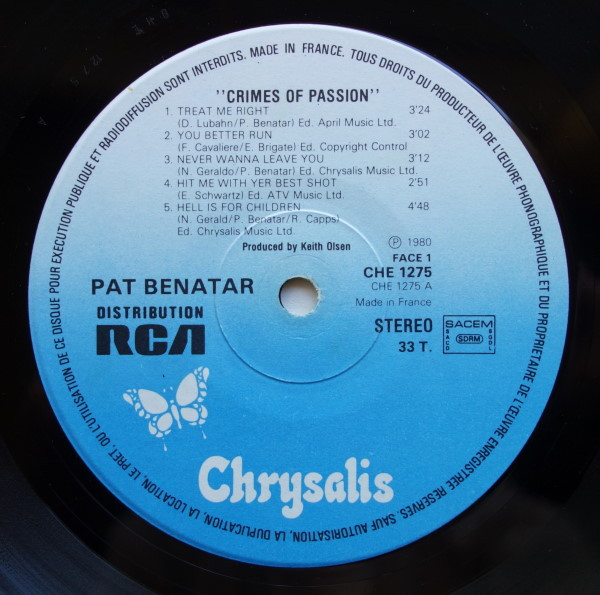 SONT INTERDITS. MADE IN FRANCE. TOUS DROITS DU PRODUCTEUR DE L'ŒUVRE PHONOGRAPHIQUE ET DU PROPRIETAIRE DE L'ŒUVRE ENREGISTREE RESERVES. SAUF AUTORISATION, LA DUPLICATION, LA LOCATION, LE PRET, OU L'UTILISATION DE CE DISQUE POUR EXECUTION PUBLIQUE ET RADIODIFFUSION
''CRIMES OF PASSION''
1. TREAT ME RIGHT 3'24
(D. Lubahn/P. Benatar) Ed. April Music Ltd.
2. YOU BETTER RUN 3'02
(F. Cavaliere/E. Brigate) Ed. Copyright Control
3. NEVER WANNA LEAVE YOU 3'12
(N. Geraldo/P. Benatar) Ed. Chrysalis Music Ltd.
4. HIT ME WITH YER BEST SHOT 2'51
(E. Schwartz) Ed. ATV Music Ltd.
5. HELL IS FOR CHILDREN 4'48
(N. Gerald/P. Benatar/R. Capps)
Ed. Chrysalis Music Ltd.
Produced by Keith Olsen
℗ 1980
FACE 1
CHE 1275
CHE 1275 A
Made in France
PAT BENATAR
DISTRIBUTION
RCA
STEREO
33 T.
SACEM
SACD
SDRM
SGDL
Chrysalis